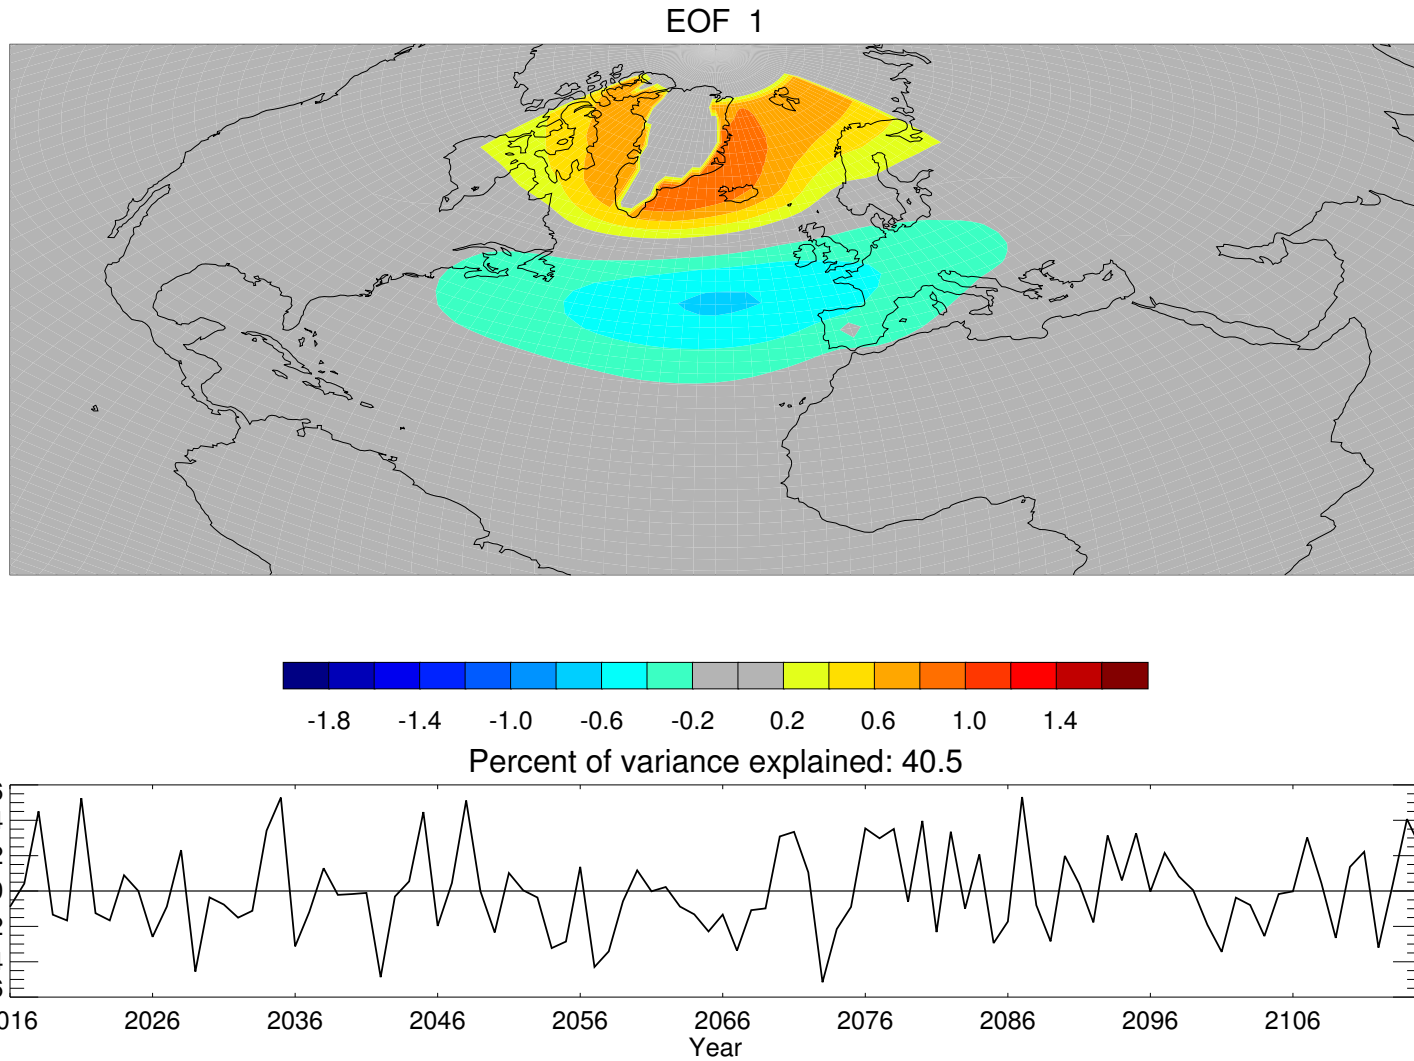 EOF 1
-1.8 -1.4 -1.0 -0.6 -0.2 0.2 0.6 1.0 1.4
Percent of variance explained: 40.5
016 2026 2036 2046 2056 2066 2076 2086 2096 2106
Year